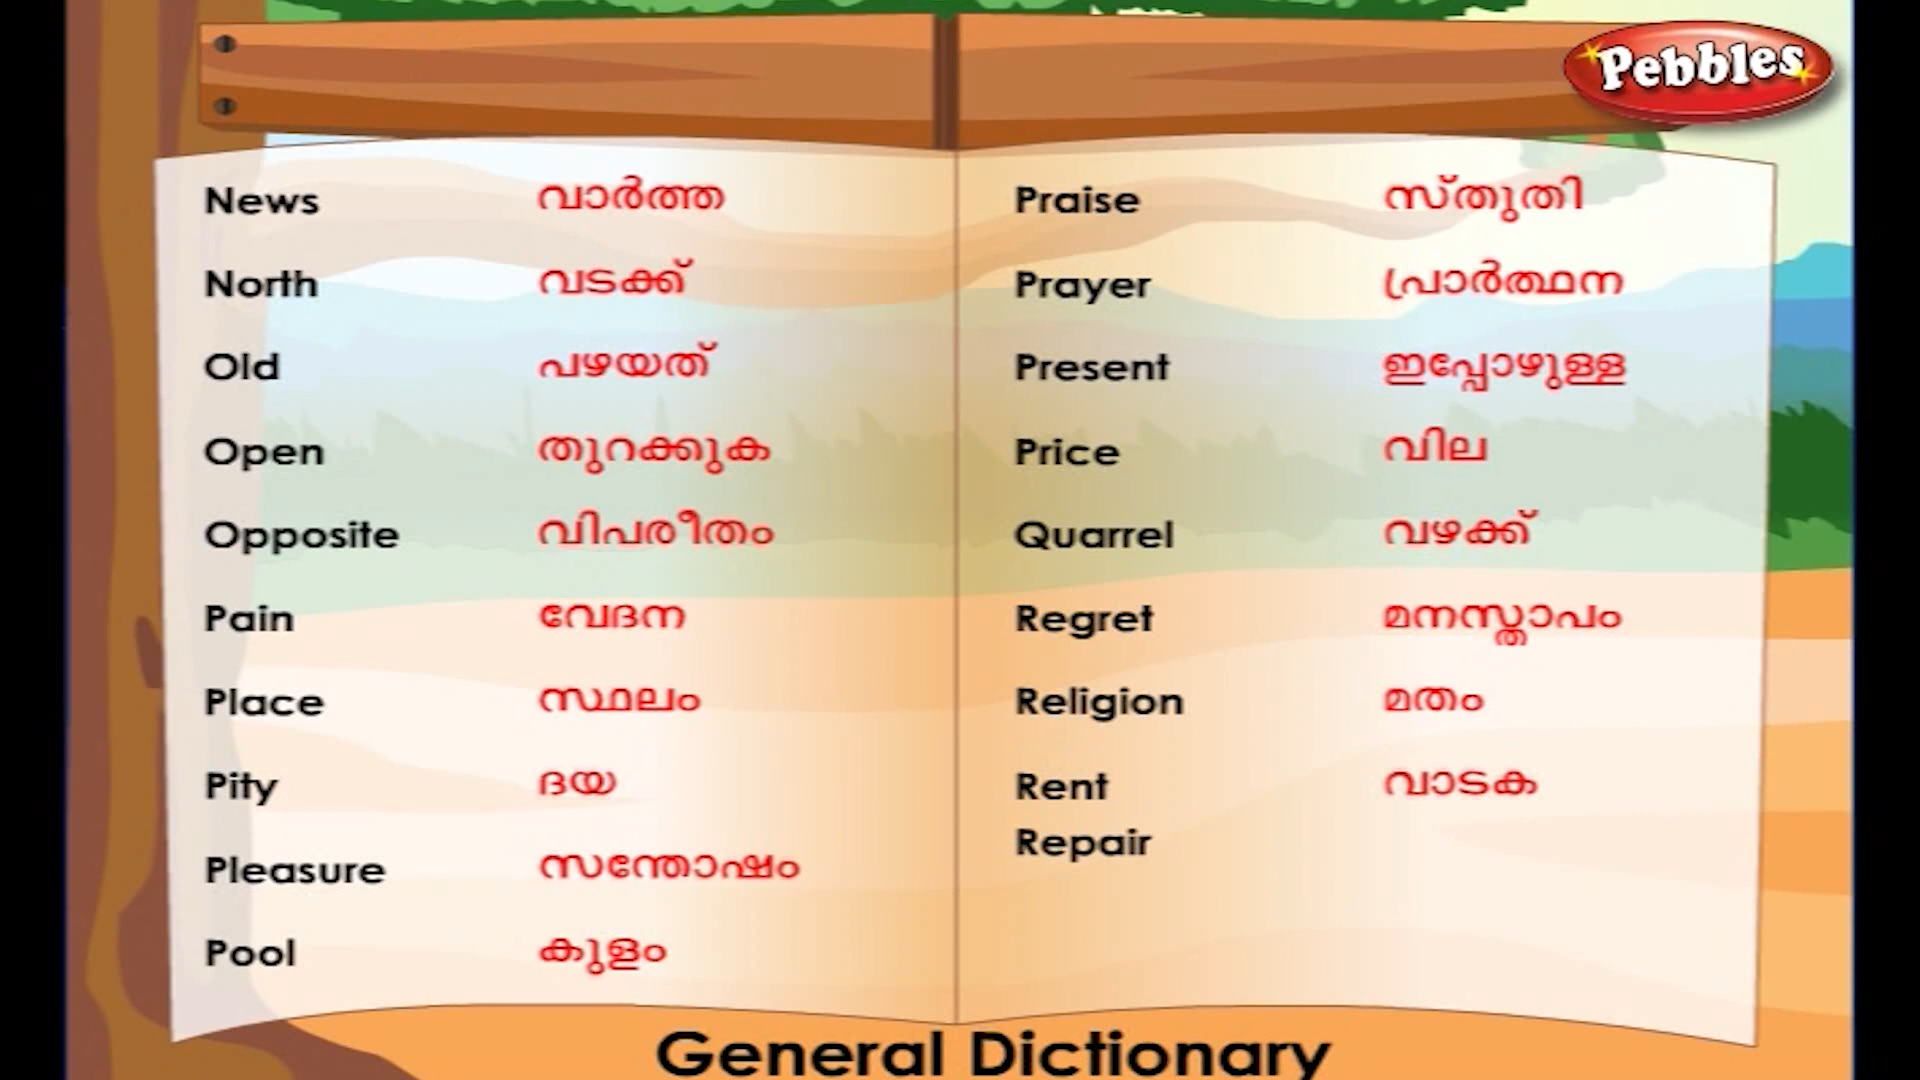 Pebbles
News വാർത്ത
North വടക്ക്
Old പഴയത്
Open തുറക്കുക
Opposite വിപരീതം
Pain വേദന
Place സ്ഥലം
Pity ദയ
Pleasure സന്തോഷം
Pool കുളം
Praise സ്തുതി
Prayer പ്രാർത്ഥന
Present ഇപ്പോഴുള്ള
Price വില
Quarrel വഴക്ക്
Regret മനസ്താപം
Religion മതം
Rent വാടക
Repair
General Dictionary